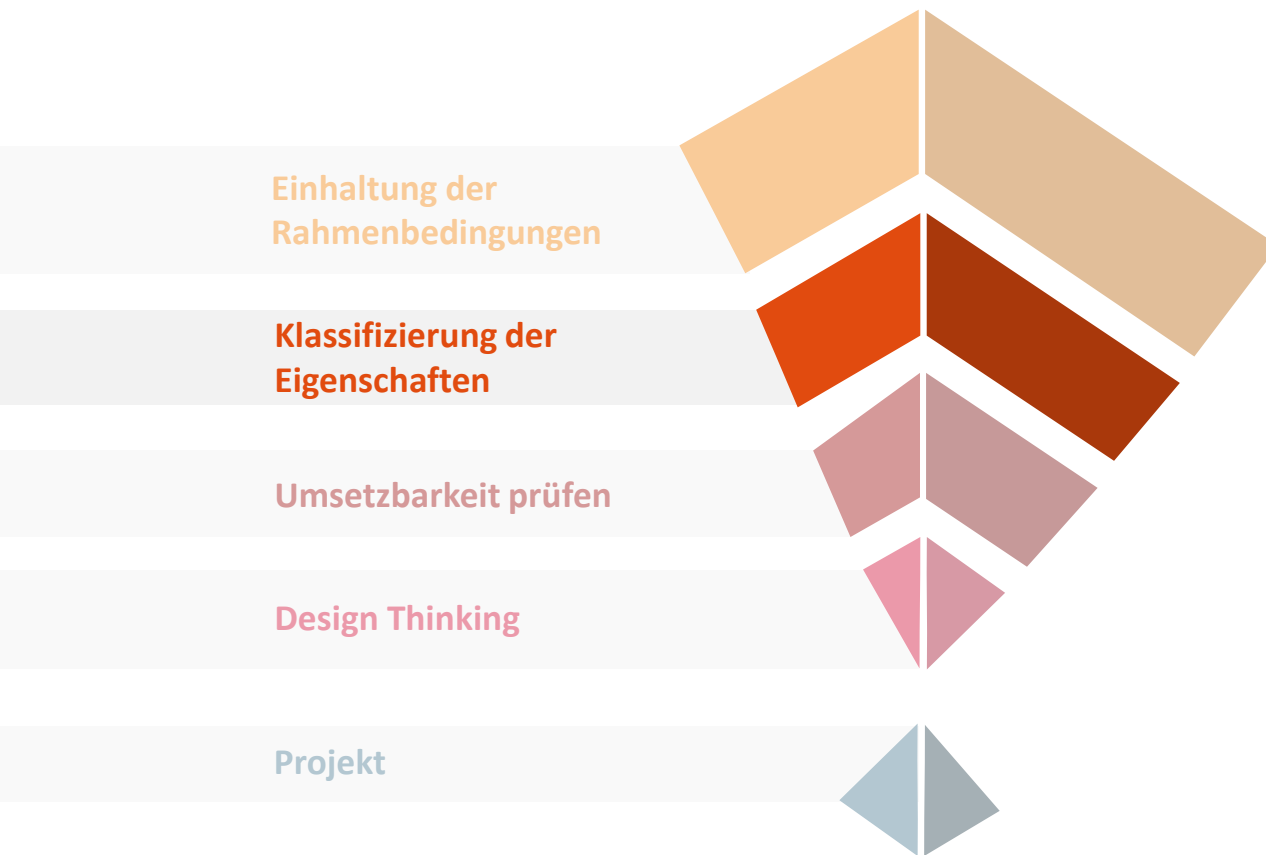 Einhaltung der
Rahmenbedingungen
Klassifizierung der
Eigenschaften
Umsetzbarkeit prüfen
Design Thinking
Projekt